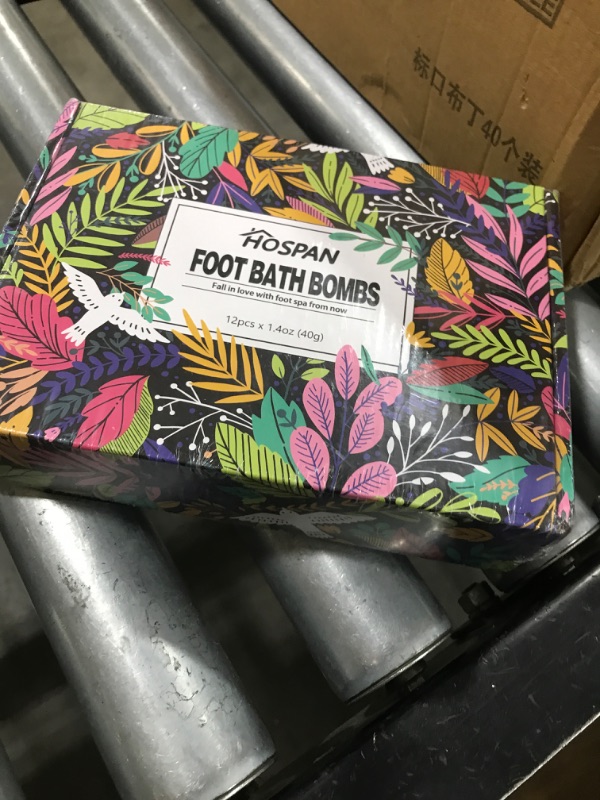 标口布丁40个装
HOSPAN
FOOT BATH BOMBS
Fall in love with foot spa from now
12pcs x 1.4oz (40g)